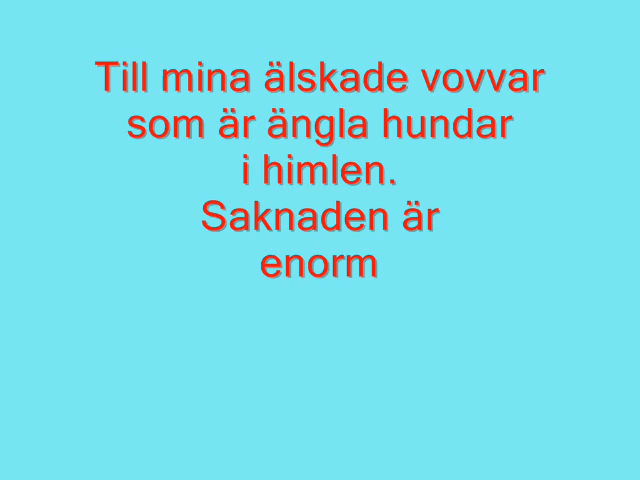 Till mina älskade vovvar
som är ängla hundar
i himlen.
Saknaden är
enorm